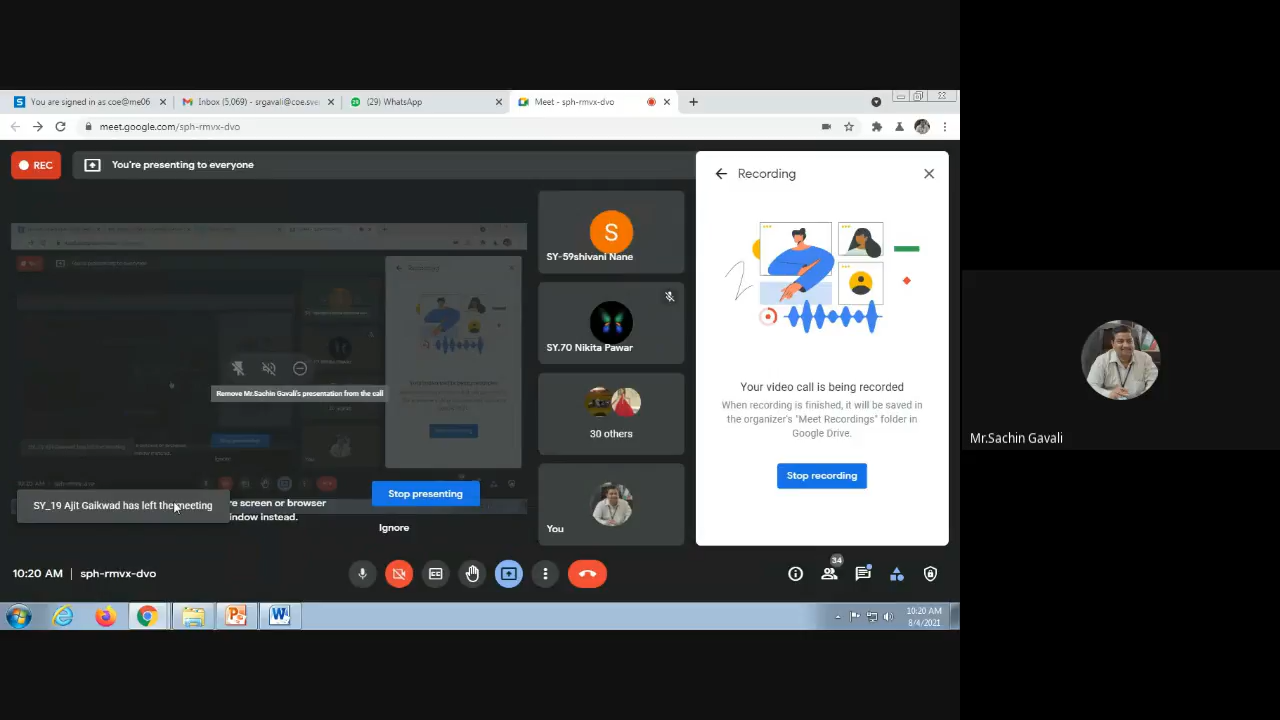 You are signed in as coe@me06
Inbox (5,069) - srgavali@coe.sve
(29) WhatsApp
Meet - sph-rmvx-dvo
meet.google.com/sph-rmvx-dvo
REC
You're presenting to everyone
Recording
S
SY-59shivani Nane
SY.70 Nikita Pawar
Remove Mr.Sachin Gavali's presentation from the call
30 others
Your video call is being recorded
When recording is finished, it will be saved in
the organizer's "Meet Recordings" folder in
Google Drive.
Stop recording
Mr.Sachin Gavali
Stop presenting
SY_19 Ajit Gaikwad has left the meeting
re screen or browser
indow instead.
Ignore
You
10:20 AM | sph-rmvx-dvo
34
10:20 AM
8/4/2021